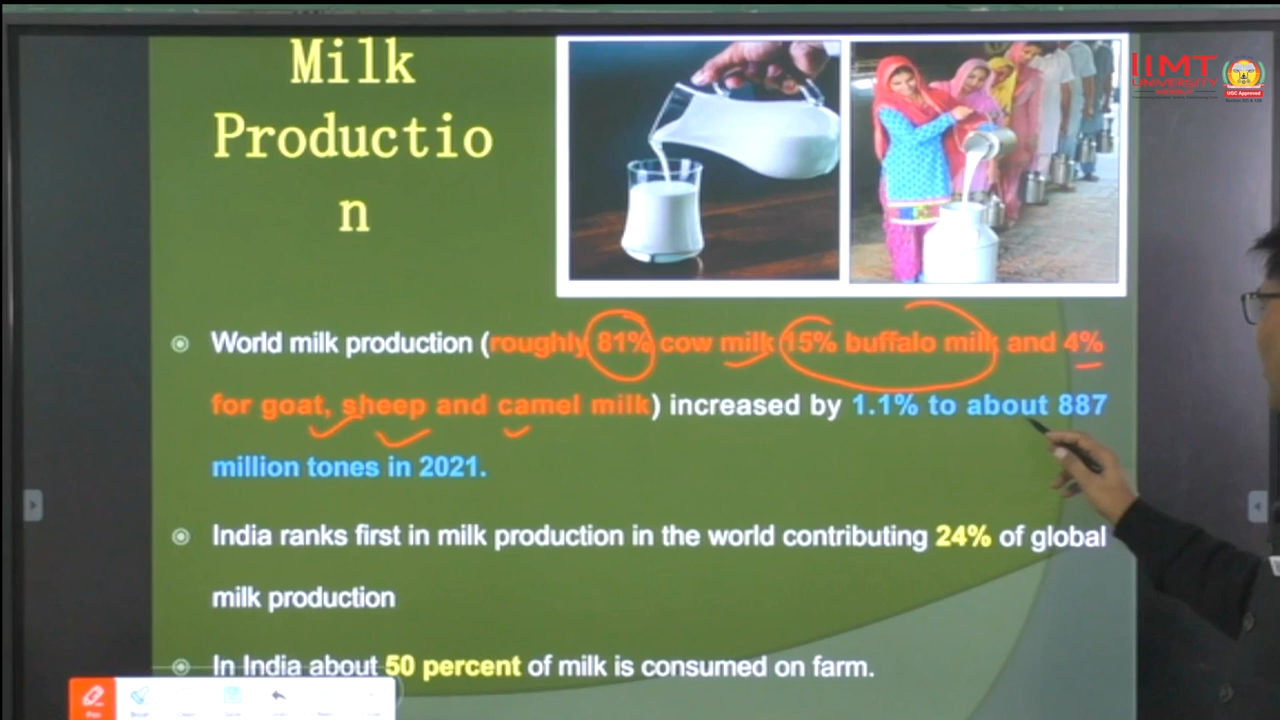 Milk
Productio
n
IIMT
UNIVERSITY
UGC Approved
World milk production (roughly 81% cow milk 15% buffalo milk and 4%
for goat, sheep and camel milk) increased by 1.1% to about 887
million tones in 2021.
India ranks first in milk production in the world contributing 24% of global
milk production
In India about 50 percent of milk is consumed on farm.